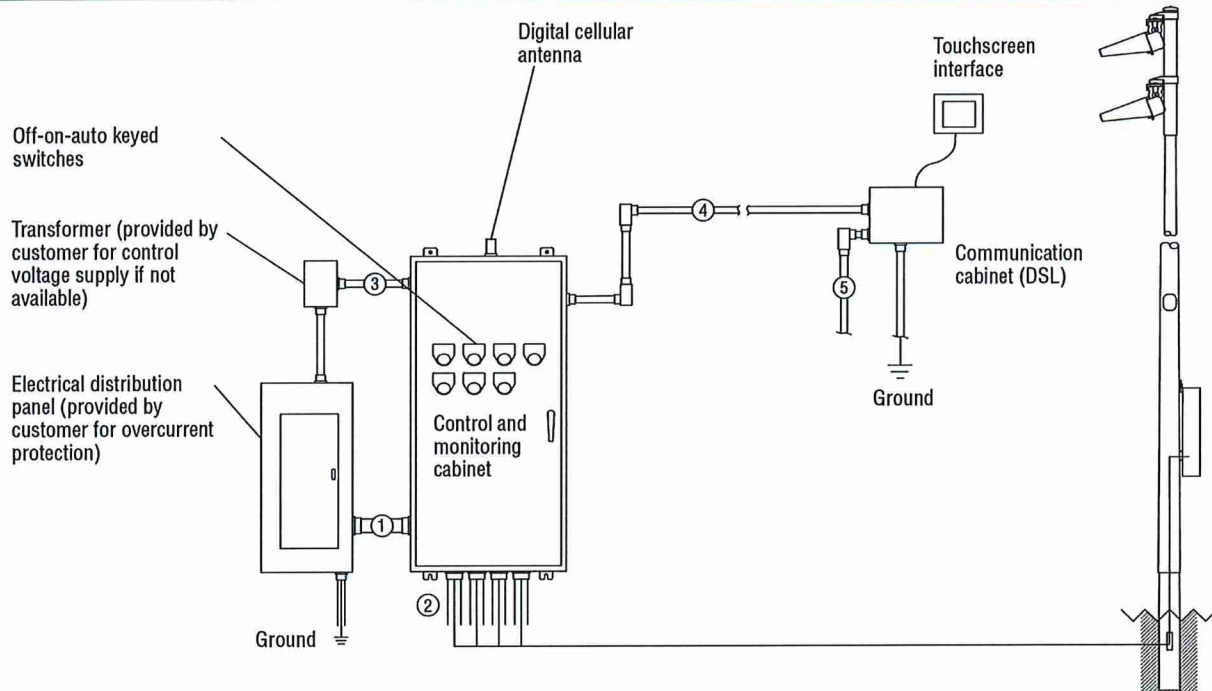 Digital cellular
antenna
Touchscreen
interface
Off-on-auto keyed
switches
Transformer (provided by
customer for control
voltage supply if not
available)
3
4
5
Communication
cabinet (DSL)
Electrical distribution
panel (provided by
customer for overcurrent
protection)
Ground
Control and
monitoring
cabinet
1
2
Ground